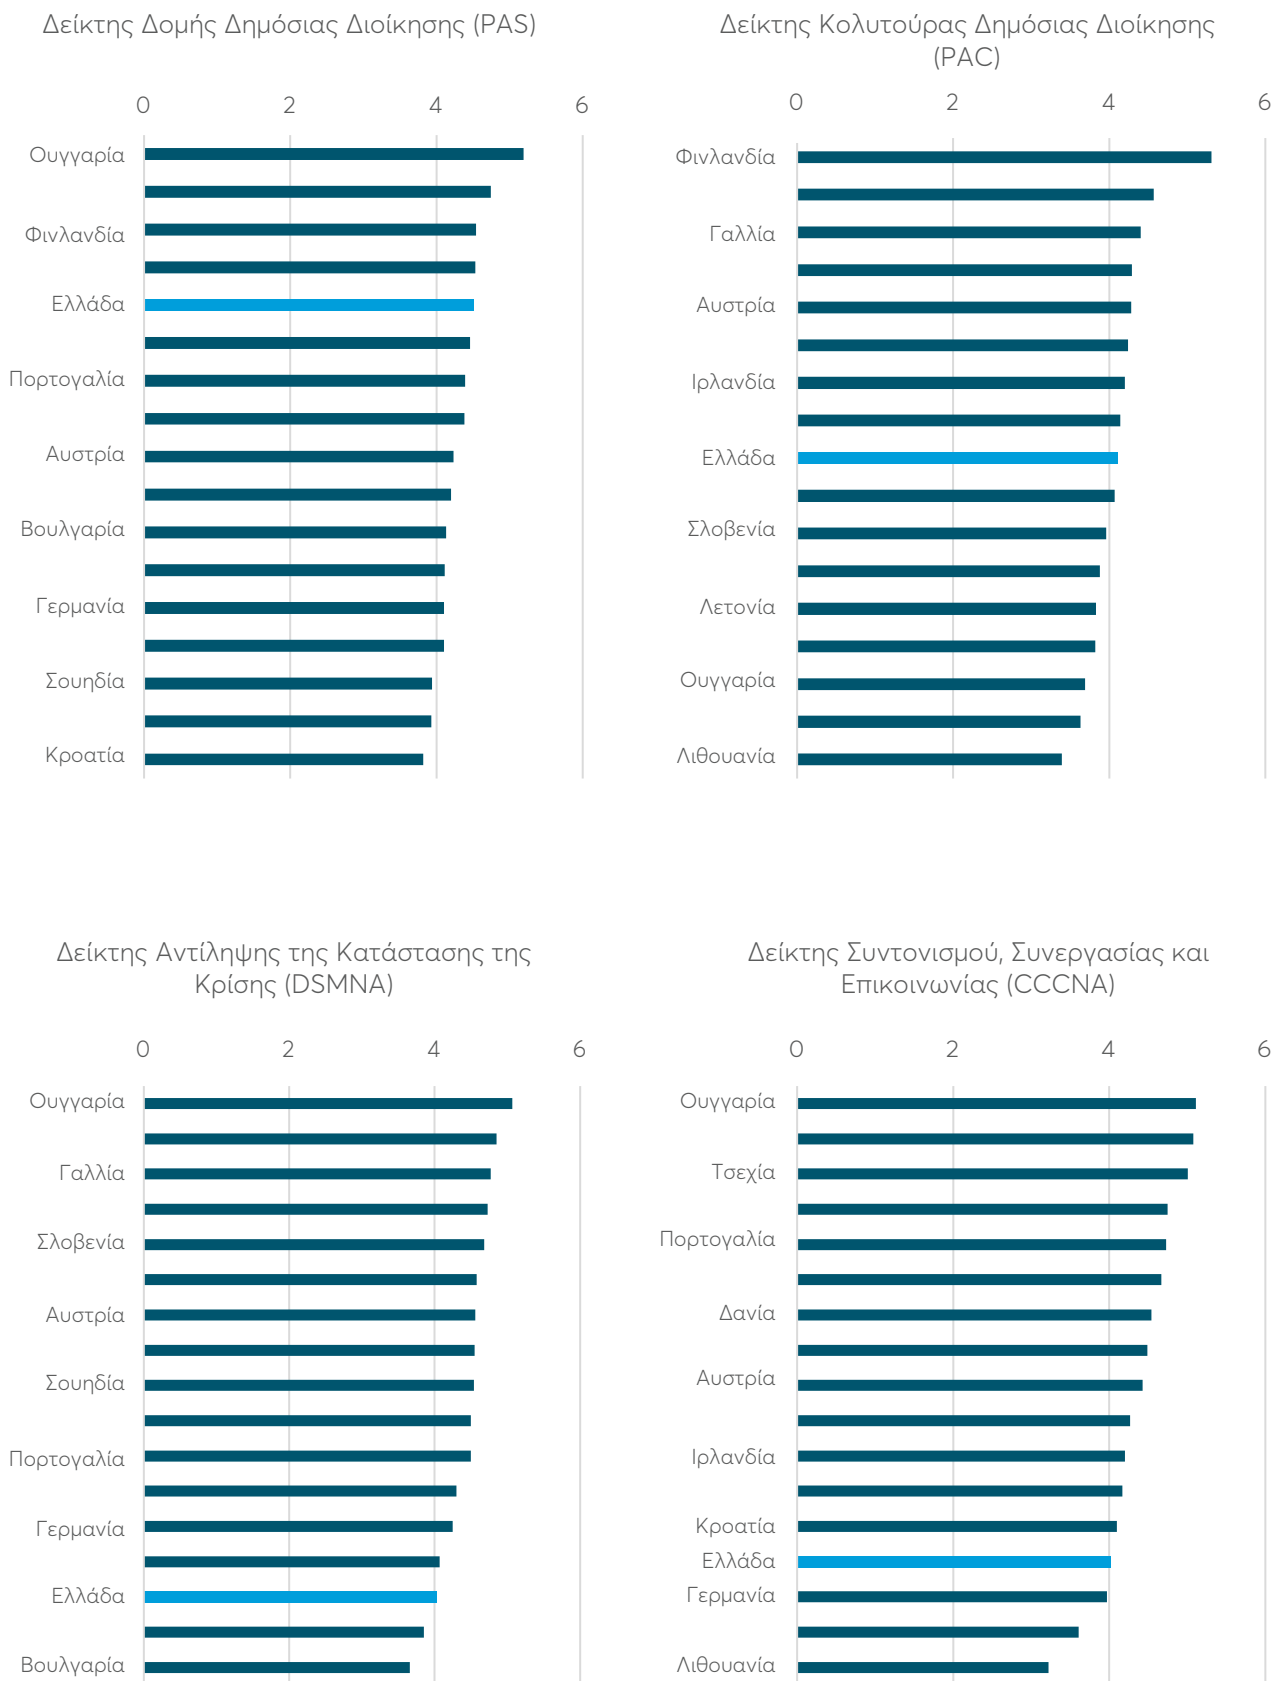 Δείκτης Δομής Δημόσιας Διοίκησης (PAS)
0 2 4 6
Ουγγαρία
Φινλανδία
Ελλάδα
Πορτογαλία
Αυστρία
Βουλγαρία
Γερμανία
Σουηδία
Κροατία
Δείκτης Κολυτούρας Δημόσιας Διοίκησης
(PAC)
0 2 4 6
Φινλανδία
Γαλλία
Αυστρία
Ιρλανδία
Ελλάδα
Σλοβενία
Λετονία
Ουγγαρία
Λιθουανία
Δείκτης Αντίληψης της Κατάστασης της
Κρίσης (DSMNA)
0 2 4 6
Ουγγαρία
Γαλλία
Σλοβενία
Αυστρία
Σουηδία
Πορτογαλία
Γερμανία
Ελλάδα
Βουλγαρία
Δείκτης Συντονισμού, Συνεργασίας και
Επικοινωνίας (CCCNA)
0 2 4 6
Ουγγαρία
Τσεχία
Πορτογαλία
Δανία
Αυστρία
Ιρλανδία
Κροατία
Ελλάδα
Γερμανία
Λιθουανία